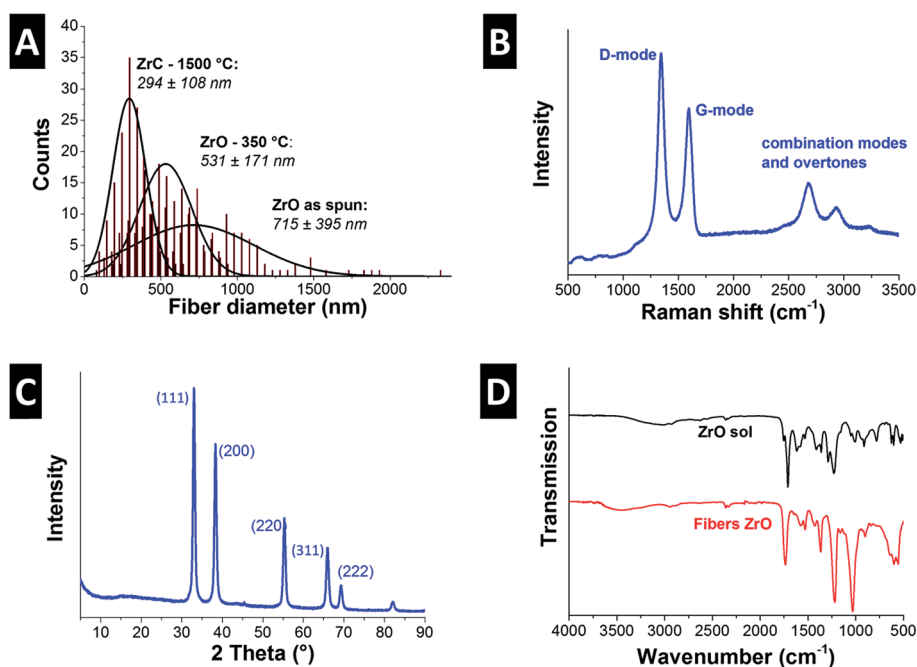 A
Counts
40
35
30
25
20
15
10
5
0
ZrC - 1500 °C:
294 ± 108 nm
ZrO - 350 °C:
531 ± 171 nm
ZrO as spun:
715 ± 395 nm
0 500 1000 1500 2000
Fiber diameter (nm)
B
Intensity
D-mode
G-mode
combination modes
and overtones
500 1000 1500 2000 2500 3000 3500
Raman shift (cm-1)
C
Intensity
(111)
(200)
(220)
(311)
(222)
10 20 30 40 50 60 70 80 90
2 Theta (°)
D
Transmission
ZrO sol
Fibers ZrO
4000 3500 3000 2500 2000 1500 1000 500
Wavenumber (cm-1)